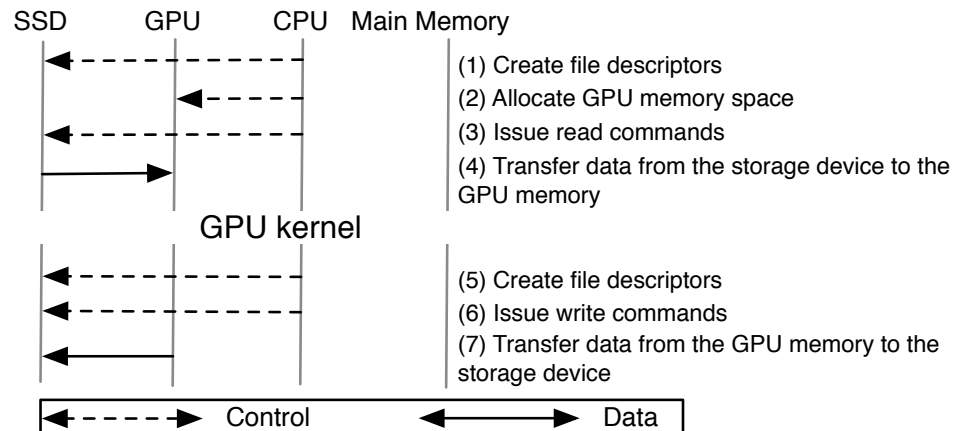 SSD GPU CPU Main Memory
(1) Create file descriptors
(2) Allocate GPU memory space
(3) Issue read commands
(4) Transfer data from the storage device to the
GPU memory
GPU kernel
(5) Create file descriptors
(6) Issue write commands
(7) Transfer data from the GPU memory to the
storage device
Control Data